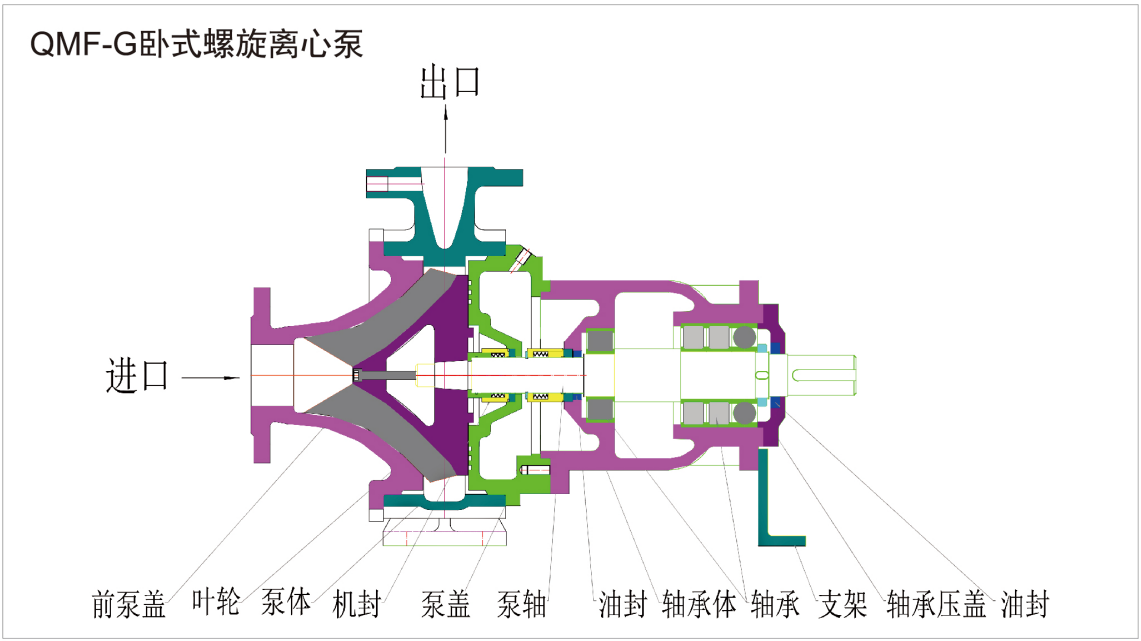 QMF-G卧式螺旋离心泵
出口
进口
前泵盖
叶轮
泵体
机封
泵盖
泵轴
油封
轴承体
轴承
支架
轴承压盖
油封